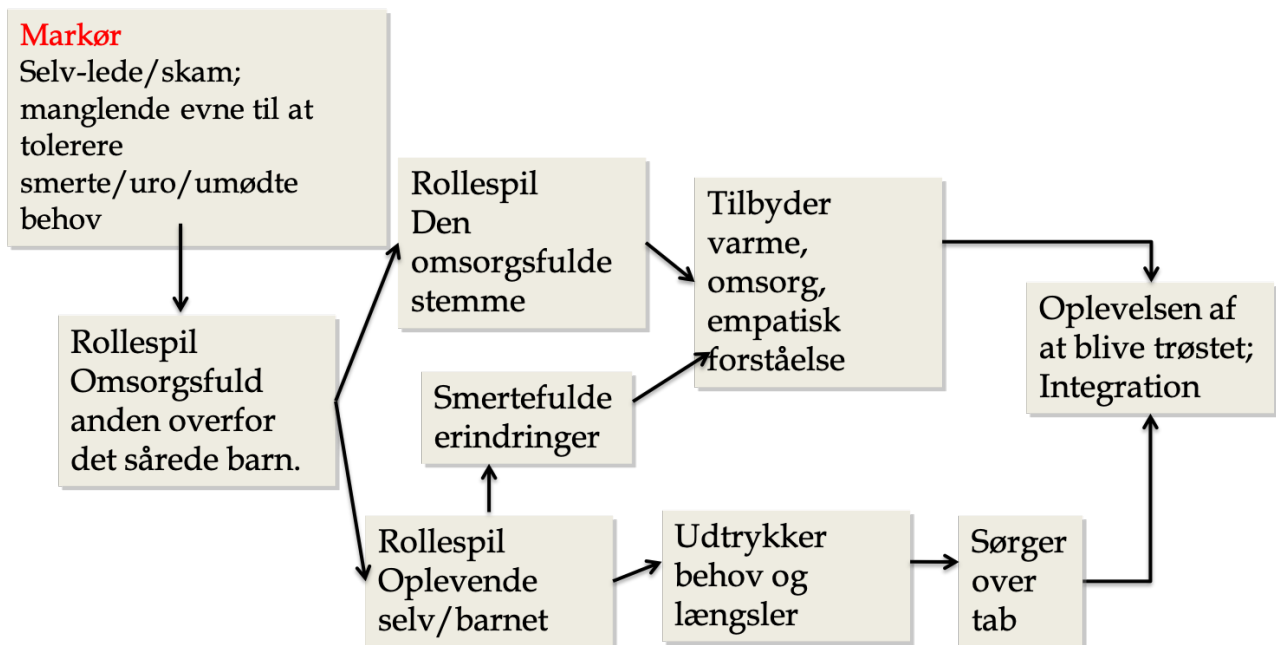 Markør
Selv-lede/skam;
manglende evne til at
tolerere
smerte/uro/umødte
behov
Rollespil
Omsorgsfuld
anden overfor
det sårede barn.
Rollespil
Den
omsorgsfulde
stemme
Smertefulde
erindringer
Rollespil
Oplevende
selv/barnet
Tilbyder
varme,
omsorg,
empatisk
forståelse
Udtrykker
behov og
længsler
Sørger
over
tab
Oplevelsen af
at blive trøstet;
Integration